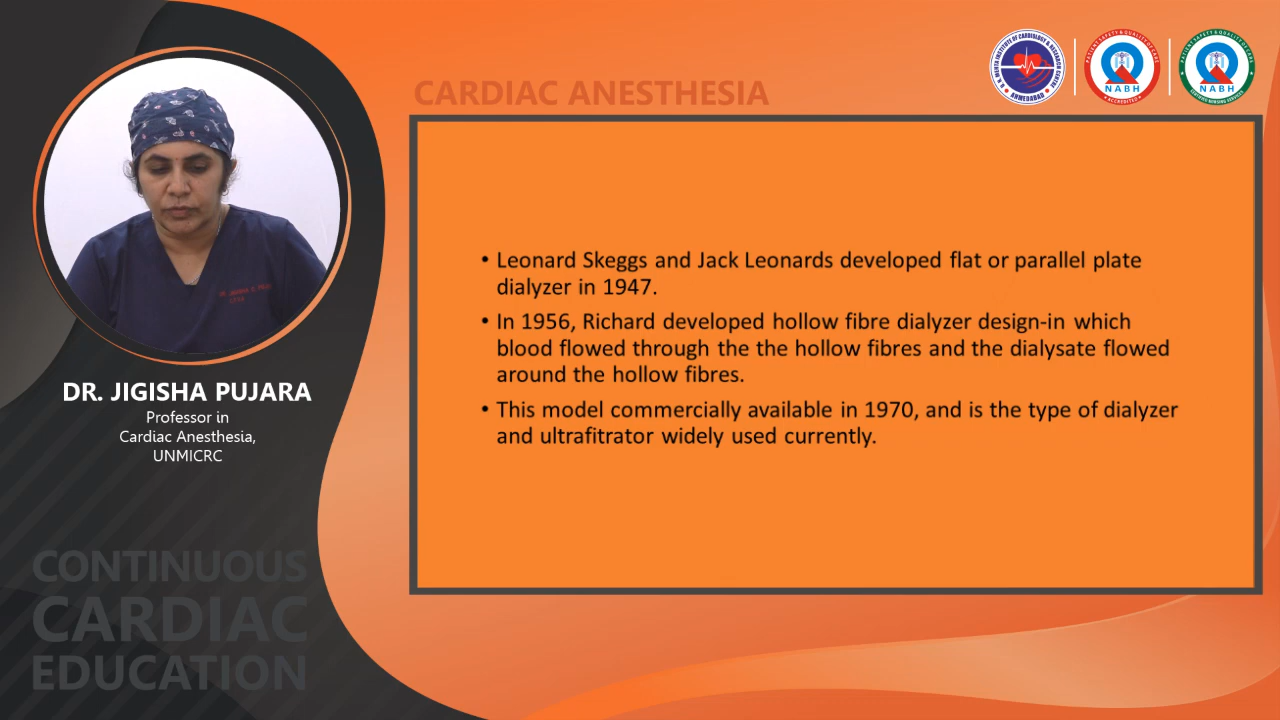 CARDIAC ANESTHESIA
NABH
NABH
• Leonard Skeggs and Jack Leonards developed flat or parallel plate
dialyzer in 1947.
• In 1956, Richard developed hollow fibre dialyzer design-in which
blood flowed through the the hollow fibres and the dialysate flowed
around the hollow fibres.
• This model commercially available in 1970, and is the type of dialyzer
and ultrafitrator widely used currently.
DR. JIGISHA PUJARA
Professor in
Cardiac Anesthesia,
UNMICRC
CONTINUOUS
CARDIAC
EDUCATION